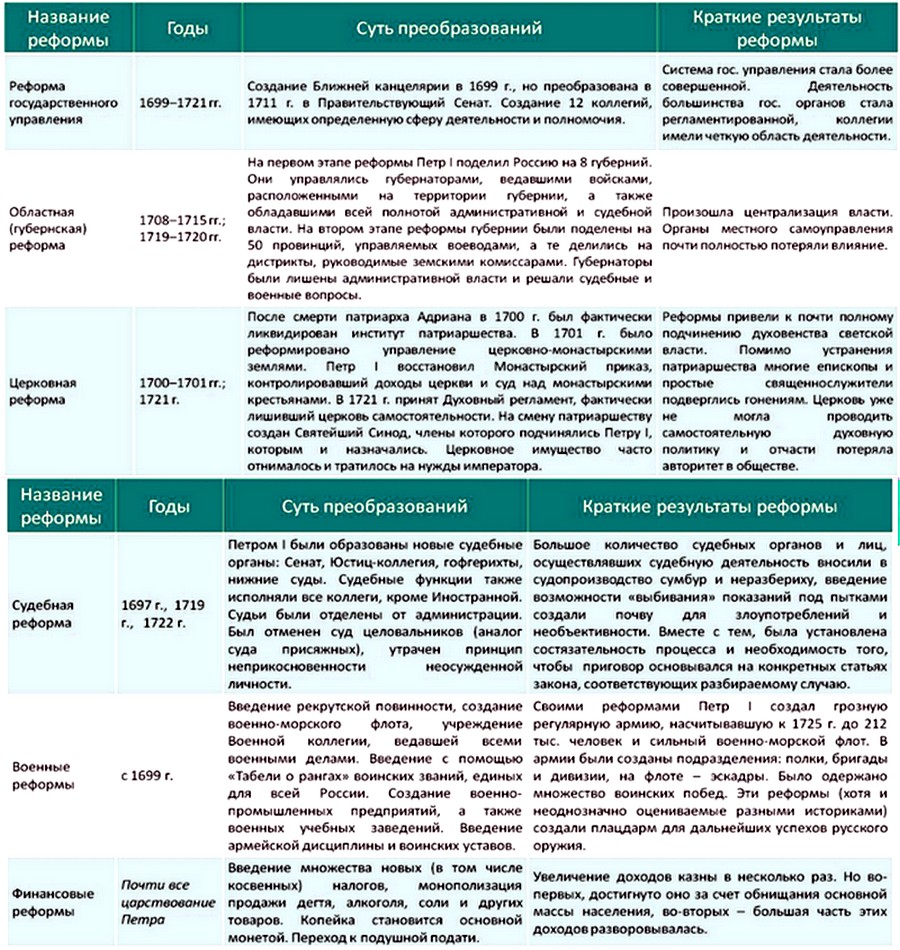 Название
реформы
Годы
Суть преобразований
Краткие результаты
реформы
Реформа
государственного
управления
1699–1721 гг.
Создание Ближней канцелярии в 1699 г., но преобразована в
1711 г. в Правительствующий Сенат. Создание 12 коллегий,
имеющих определенную сферу деятельности и полномочия.
Система гос. управления стала более
совершенной. Деятельность
большинства гос. органов стала
регламентированной, коллегии
имели четкую область деятельности.
Областная
(губернская)
реформа
1708–1715 гг.;
1719–1720 гг.
На первом этапе реформы Петр I поделил Россию на 8 губерний.
Они управлялись губернаторами, ведавшими войсками,
расположенными на территории губернии, а также
обладавшими всей полнотой административной и судебной
власти. На втором этапе реформы губернии были поделены на
50 провинций, управляемых воеводами, а те делились на
дистрикты, руководимые земскими комиссарами. Губернаторы
были лишены административной власти и решали судебные и
военные вопросы.
Произошла централизация власти.
Органы местного самоуправления
почти полностью потеряли влияние.
Церковная
реформа
1700–1701 гг.;
1721 г.
После смерти патриарха Адриана в 1700 г. был фактически
ликвидирован институт патриаршества. В 1701 г. было
реформировано управление церковно-монастырскими
землями. Петр I восстановил Монастырский приказ,
контролировавший доходы церкви и суд над монастырскими
крестьянами. В 1721 г. принят Духовный регламент, фактически
лишивший церковь самостоятельности. На смену патриаршеству
создан Святейший Синод, члены которого подчинялись Петру I,
которым и назначались. Церковное имущество часто
отнималось и тратилось на нужды императора.
Реформы привели к почти полному
подчинению духовенства светской
власти. Помимо устранения
патриаршества многие епископы и
простые священнослужители
подверглись гонениям. Церковь уже
не могла проводить
самостоятельную духовную
политику и отчасти потеряла
авторитет в обществе.
Название
реформы
Годы
Суть преобразований
Краткие результаты реформы
Судебная
реформа
1697 г., 1719
г., 1722 г.
Петром I были образованы новые судебные
органы: Сенат, Юстиц-коллегия, гофгерихты,
нижние суды. Судебные функции также
исполняли все коллеги, кроме Иностранной.
Судьи были отделены от администрации.
Был отменен суд целовальников (аналог
суда присяжных), утрачен принцип
неприкосновенности неосужденной
личности.
Большое количество судебных органов и лиц,
осуществлявших судебную деятельность вносили в
судопроизводство сумбур и неразбериху, введение
возможности «выбивания» показаний под пытками
создали почву для злоупотреблений и
необъективности. Вместе с тем, была установлена
состязательность процесса и необходимость того,
чтобы приговор основывался на конкретных статьях
закона, соответствующих разбираемому случаю.
Военные
реформы
с 1699 г.
Введение рекрутской повинности, создание
военно-морского флота, учреждение
Военной коллегии, ведавшей всеми
военными делами. Введение с помощью
«Табели о рангах» воинских званий, единых
для всей России. Создание военно-
промышленных предприятий, а также
военных учебных заведений. Введение
армейской дисциплины и воинских уставов.
Своими реформами Петр I создал грозную
регулярную армию, насчитывавшую к 1725 г. до 212
тыс. человек и сильный военно-морской флот. В
армии были созданы подразделения: полки, бригады
и дивизии, на флоте – эскадры. Было одержано
множество воинских побед. Эти реформы (хотя и
неоднозначно оцениваемые разными историками)
создали плацдарм для дальнейших успехов русского
оружия.
Финансовые
реформы
Почти все
царствование
Петра
Введение множества новых (в том числе
косвенных) налогов, монополизация
продажи дегтя, алкоголя, соли и других
товаров. Копейка становится основной
монетой. Переход к подушной подати.
Увеличение доходов казны в несколько раз. Но во-
первых, достигнуто оно за счет обнищания основной
массы населения, во-вторых – большая часть этих
доходов разворовывалась.